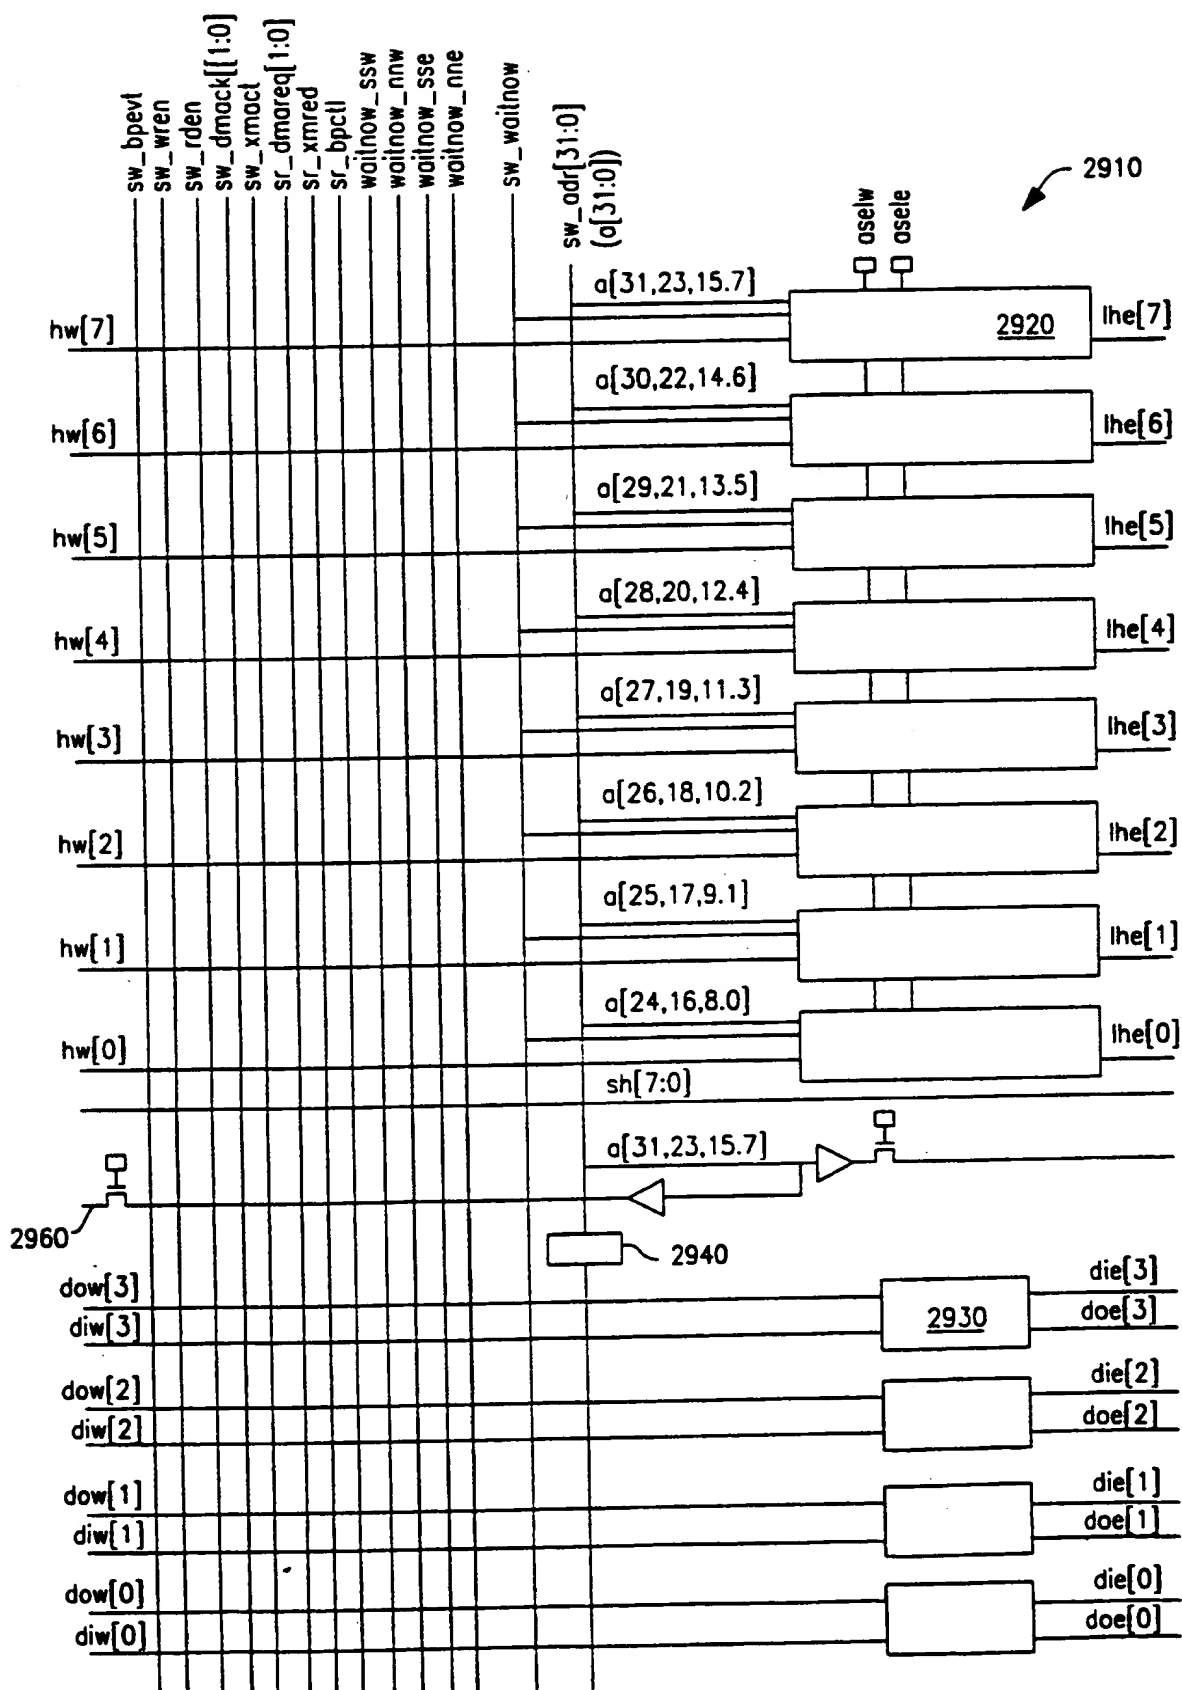 sw_bpevt
sw_wren
sw_rden
sw_dmack[[1:0]
sw_xmact
sr_dmareq[1:0]
sr_xmred
sr_bpctl
waitnow_ssw
waitnow_nnw
waitnow_sse
waitnow_nne
sw_waitnow
sw_adr[31:0]
(a[31:0])
aselw
asele
2910
a[31,23,15.7]
hw[7]
2920
lhe[7]
a[30,22,14.6]
hw[6]
lhe[6]
a[29,21,13.5]
hw[5]
lhe[5]
a[28,20,12.4]
hw[4]
lhe[4]
a[27,19,11.3]
hw[3]
lhe[3]
a[26,18,10.2]
hw[2]
lhe[2]
a[25,17,9.1]
hw[1]
lhe[1]
a[24,16,8.0]
hw[0]
lhe[0]
sh[7:0]
a[31,23,15.7]
2960
2940
dow[3]
die[3]
diw[3]
2930
doe[3]
dow[2]
die[2]
diw[2]
doe[2]
dow[1]
die[1]
diw[1]
doe[1]
dow[0]
die[0]
diw[0]
doe[0]